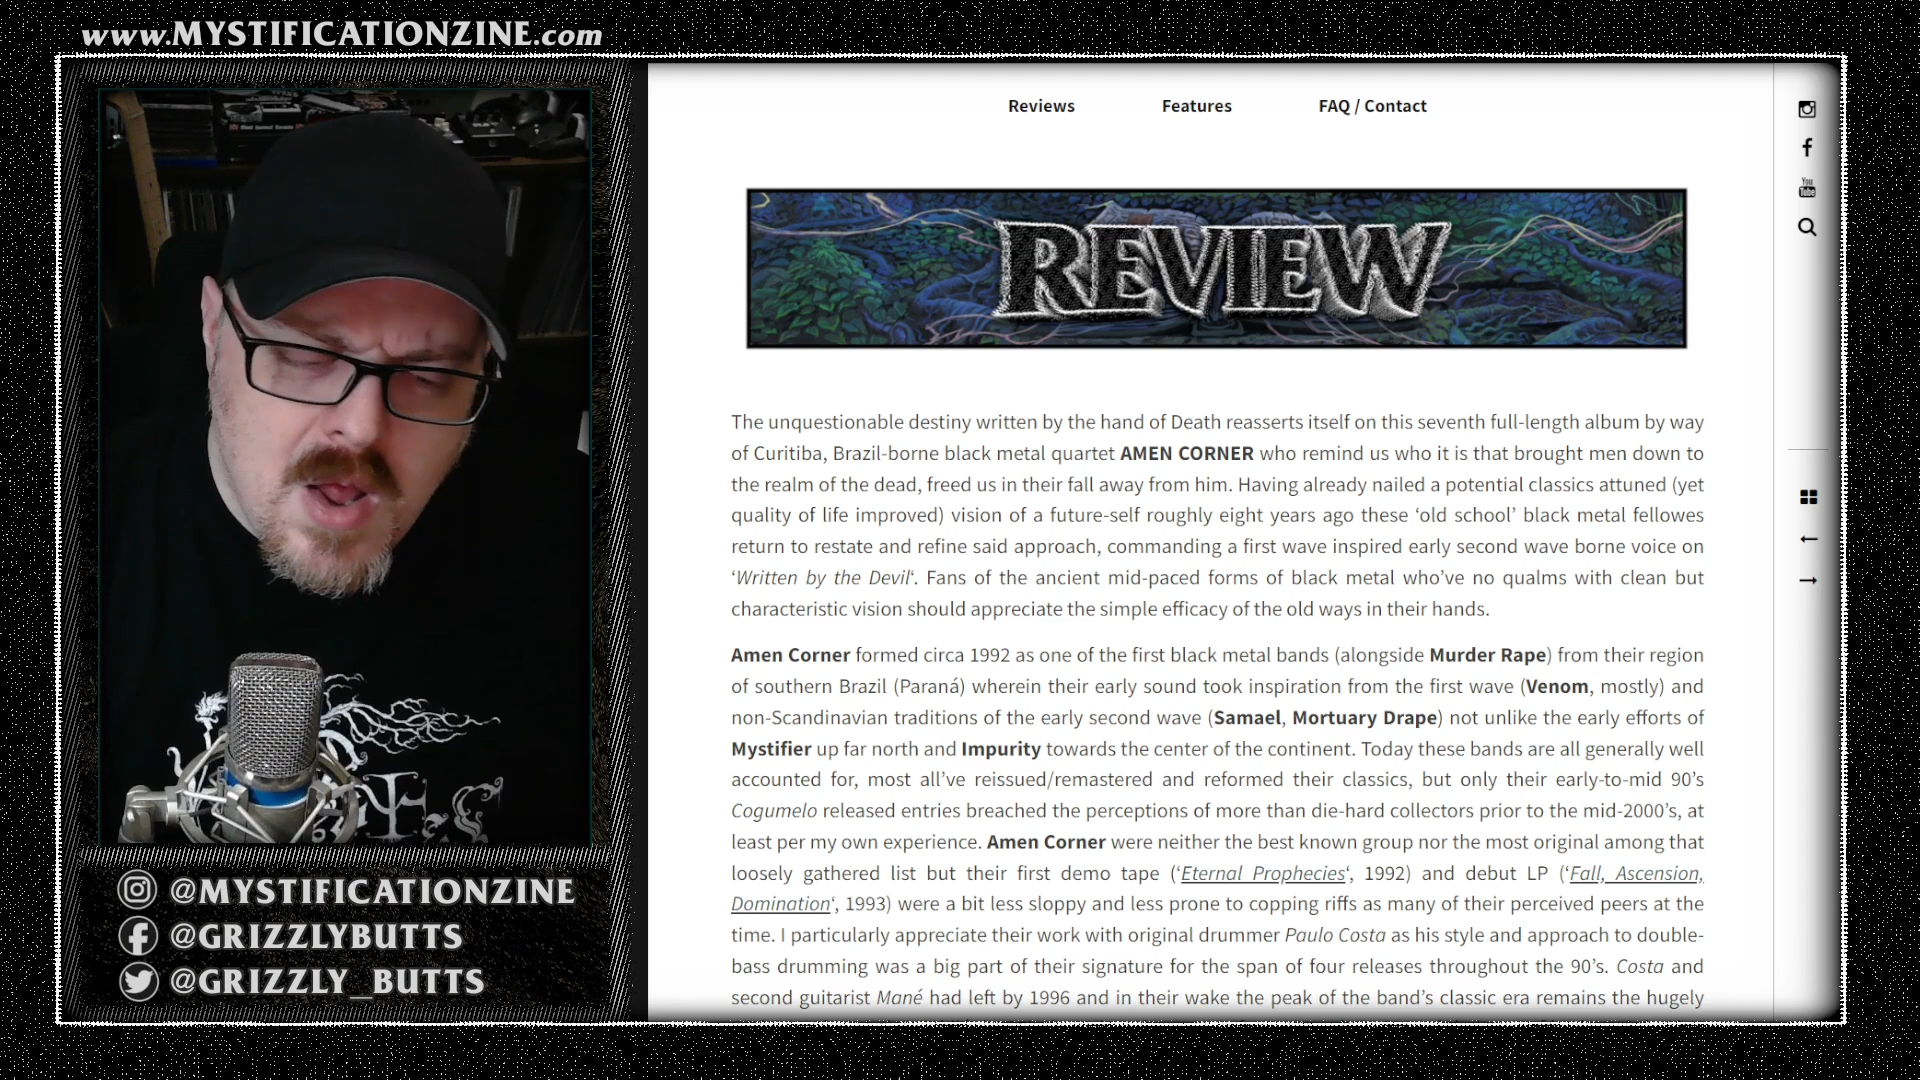 www.MYSTIFICATIONZINE.com
Reviews
Features
FAQ / Contact
You
Tube
REVIEW
The unquestionable destiny written by the hand of Death reasserts itself on this seventh full-length album by way
of Curitiba, Brazil-borne black metal quartet AMEN CORNER who remind us who it is that brought men down to
the realm of the dead, freed us in their fall away from him. Having already nailed a potential classics attuned (yet
quality of life improved) vision of a future-self roughly eight years ago these ‘old school’ black metal fellowes
return to restate and refine said approach, commanding a first wave inspired early second wave borne voice on
‘Written by the Devil‘. Fans of the ancient mid-paced forms of black metal who’ve no qualms with clean but
characteristic vision should appreciate the simple efficacy of the old ways in their hands.
Amen Corner formed circa 1992 as one of the first black metal bands (alongside Murder Rape) from their region
of southern Brazil (Paraná) wherein their early sound took inspiration from the first wave (Venom, mostly) and
non-Scandinavian traditions of the early second wave (Samael, Mortuary Drape) not unlike the early efforts of
Mystifier up far north and Impurity towards the center of the continent. Today these bands are all generally well
accounted for, most all’ve reissued/remastered and reformed their classics, but only their early-to-mid 90’s
Cogumelo released entries breached the perceptions of more than die-hard collectors prior to the mid-2000’s, at
least per my own experience. Amen Corner were neither the best known group nor the most original among that
loosely gathered list but their first demo tape (‘Eternal Prophecies‘, 1992) and debut LP (‘Fall, Ascension,
Domination‘, 1993) were a bit less sloppy and less prone to copping riffs as many of their perceived peers at the
time. I particularly appreciate their work with original drummer Paulo Costa as his style and approach to double-
bass drumming was a big part of their signature for the span of four releases throughout the 90’s. Costa and
second guitarist Mané had left by 1996 and in their wake the peak of the band’s classic era remains the hugely
@MYSTIFICATIONZINE
@GRIZZLYBUTTS
@GRIZZLY_BUTTS